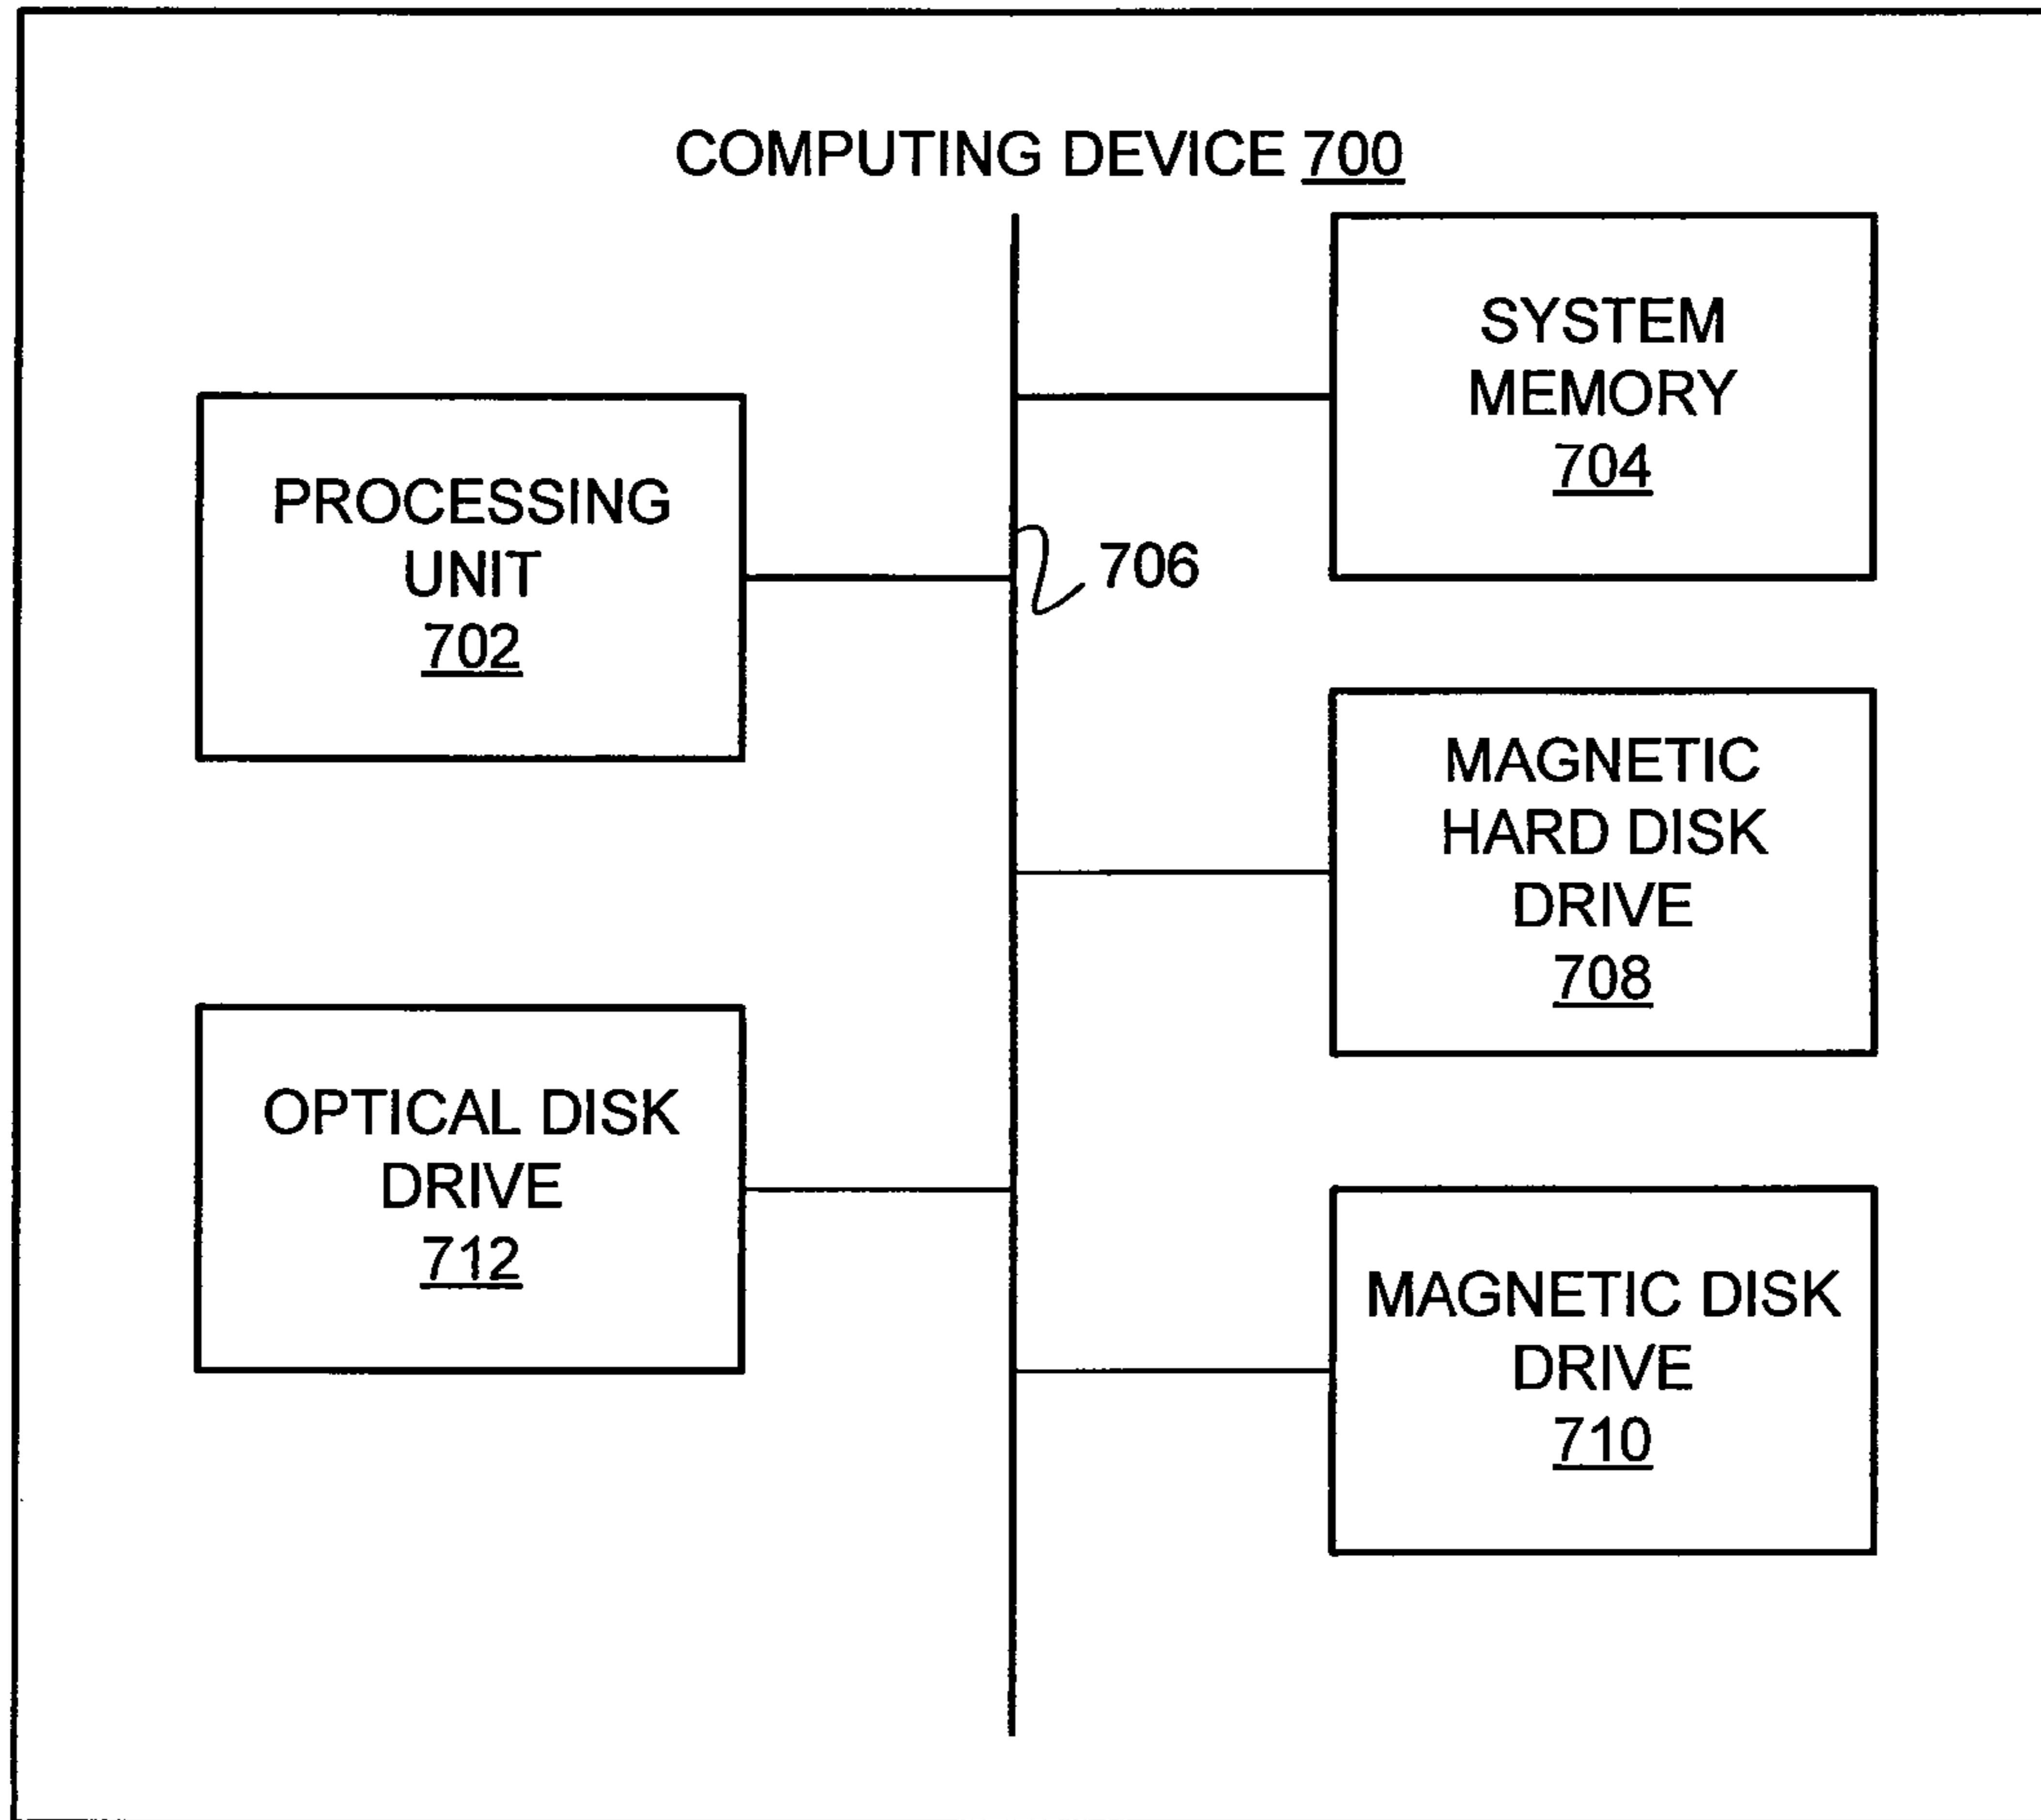 COMPUTING DEVICE 700
SYSTEM
MEMORY
704
PROCESSING
UNIT
702
706
MAGNETIC
HARD DISK
DRIVE
708
OPTICAL DISK
DRIVE
712
MAGNETIC DISK
DRIVE
710